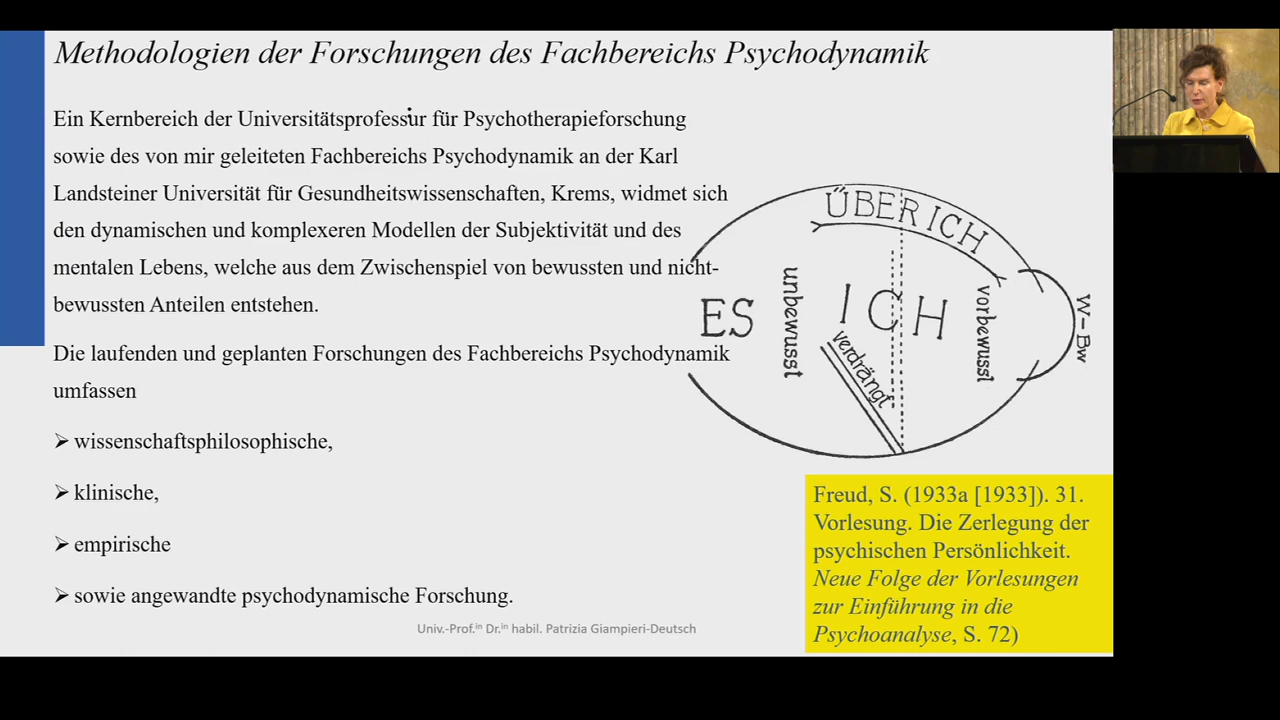 Methodologien der Forschungen des Fachbereichs Psychodynamik
Ein Kernbereich der Universitätsprofessur für Psychotherapieforschung
sowie des von mir geleiteten Fachbereichs Psychodynamik an der Karl
Landsteiner Universität für Gesundheitswissenschaften, Krems, widmet sich
den dynamischen und komplexeren Modellen der Subjektivität und des
mentalen Lebens, welche aus dem Zwischenspiel von bewussten und nicht-
bewussten Anteilen entstehen.
Die laufenden und geplanten Forschungen des Fachbereichs Psychodynamik
umfassen
➢ wissenschaftsphilosophische,
➢ klinische,
➢ empirische
➢ sowie angewandte psychodynamische Forschung.
ÜBERICH
ES
unbewusst
ICH
verdrängt
vorbewusst
W-Bw
Freud, S. (1933a [1933]). 31.
Vorlesung. Die Zerlegung der
psychischen Persönlichkeit.
Neue Folge der Vorlesungen
zur Einführung in die
Psychoanalyse, S. 72)
Univ.-Prof.in Dr.in habil. Patrizia Giampieri-Deutsch